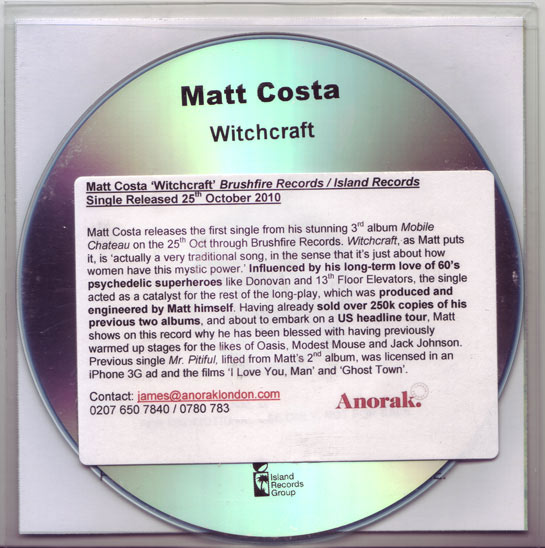 Matt Costa
Witchcraft
Matt Costa 'Witchcraft' Brushfire Records / Island Records
Single Released 25th October 2010
Matt Costa releases the first single from his stunning 3rd album Mobile
Chateau on the 25th Oct through Brushfire Records. Witchcraft, as Matt puts
it, is 'actually a very traditional song, in the sense that it's just about how
women have this mystic power.' Influenced by his long-term love of 60's
psychedelic superheroes like Donovan and 13th Floor Elevators, the single
acted as a catalyst for the rest of the long-play, which was produced and
engineered by Matt himself. Having already sold over 250k copies of his
previous two albums, and about to embark on a US headline tour, Matt
shows on this record why he has been blessed with having previously
warmed up stages for the likes of Oasis, Modest Mouse and Jack Johnson.
Previous single Mr. Pitiful, lifted from Matt's 2nd album, was licensed in an
iPhone 3G ad and the films 'I Love You, Man' and 'Ghost Town'.
Contact: james@anoraklondon.com
0207 650 7840 / 0780 783
Anorak.
Island
Records
Group